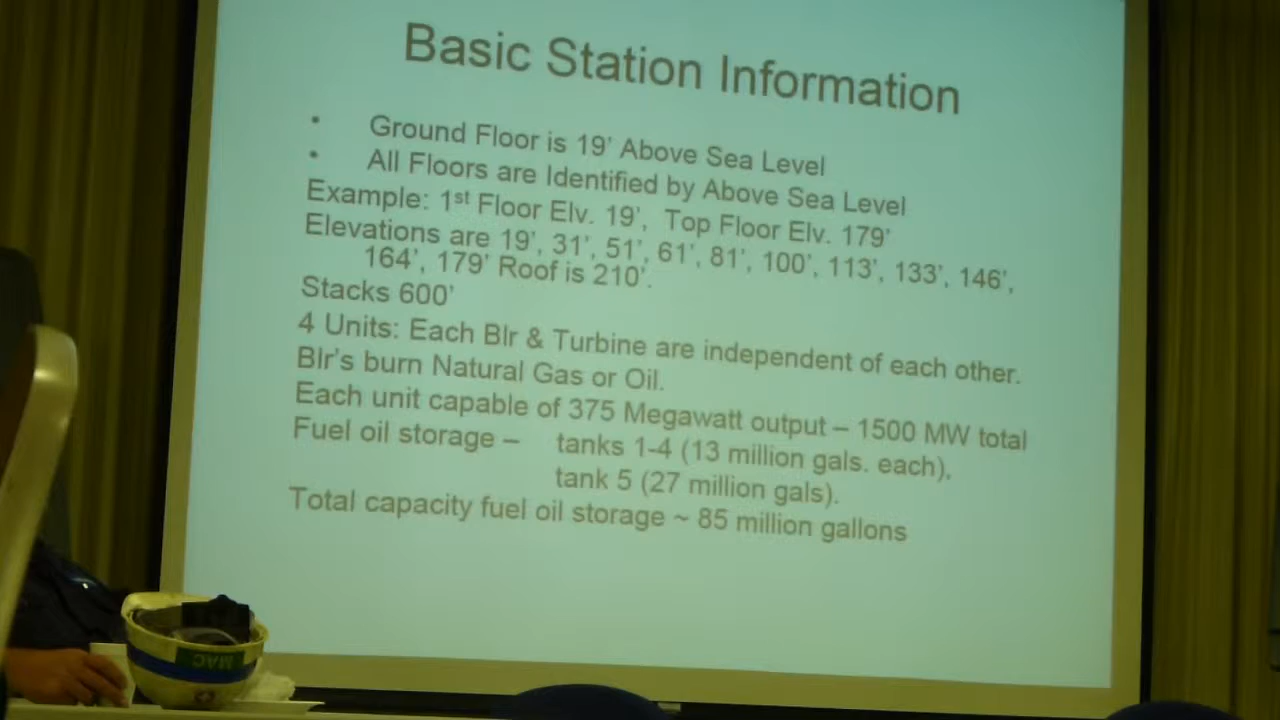 Basic Station Information
• Ground Floor is 19' Above Sea Level
• All Floors are Identified by Above Sea Level
Example: 1st Floor Elv. 19', Top Floor Elv. 179'
Elevations are 19', 31', 51', 61', 81', 100', 113', 133', 146',
164', 179' Roof is 210'.
Stacks 600'
4 Units: Each Blr & Turbine are independent of each other.
Blr's burn Natural Gas or Oil.
Each unit capable of 375 Megawatt output – 1500 MW total
Fuel oil storage – tanks 1-4 (13 million gals. each),
tank 5 (27 million gals).
Total capacity fuel oil storage ~ 85 million gallons
MAC